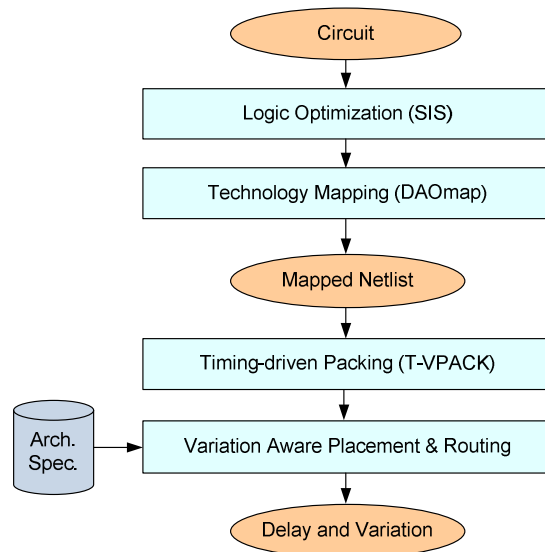 Circuit
Logic Optimization (SIS)
Technology Mapping (DAOmap)
Mapped Netlist
Timing-driven Packing (T-VPACK)
Arch.
Spec.
Variation Aware Placement & Routing
Delay and Variation